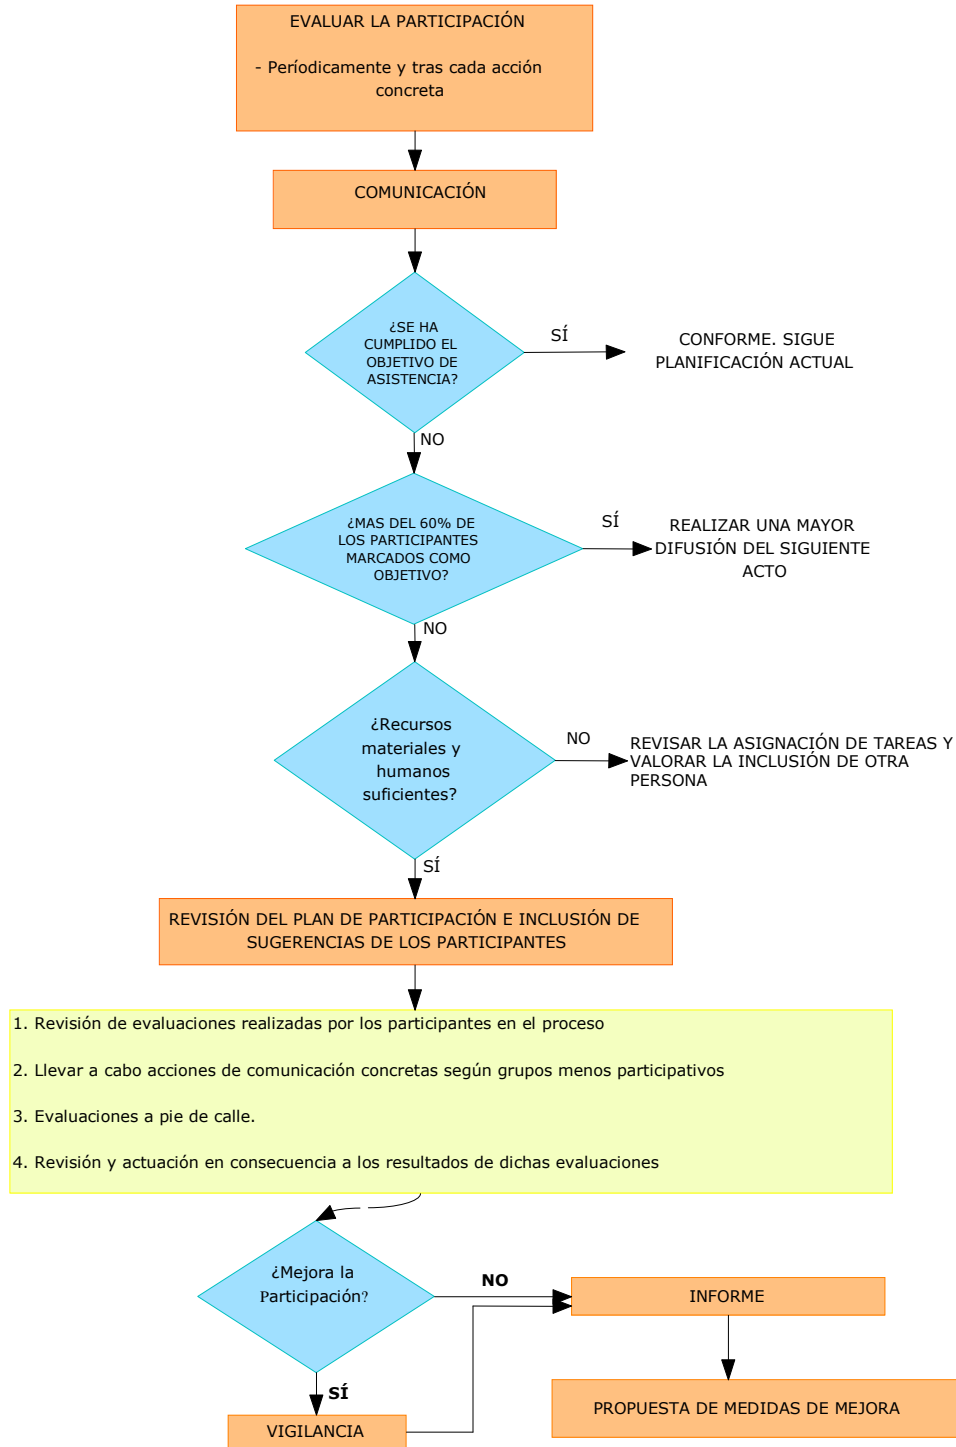 EVALUAR LA PARTICIPACIÓN
- Períodicamente y tras cada acción
concreta
COMUNICACIÓN
¿SE HA
CUMPLIDO EL
OBJETIVO DE
ASISTENCIA?
SÍ
CONFORME. SIGUE
PLANIFICACIÓN ACTUAL
NO
¿MAS DEL 60% DE
LOS PARTICIPANTES
MARCADOS COMO
OBJETIVO?
SÍ
REALIZAR UNA MAYOR
DIFUSIÓN DEL SIGUIENTE
ACTO
NO
¿Recursos
materiales y
humanos
suficientes?
NO
REVISAR LA ASIGNACIÓN DE TAREAS Y
VALORAR LA INCLUSIÓN DE OTRA
PERSONA
SÍ
REVISIÓN DEL PLAN DE PARTICIPACIÓN E INCLUSIÓN DE
SUGERENCIAS DE LOS PARTICIPANTES
1. Revisión de evaluaciones realizadas por los participantes en el proceso
2. Llevar a cabo acciones de comunicación concretas según grupos menos participativos
3. Evaluaciones a pie de calle.
4. Revisión y actuación en consecuencia a los resultados de dichas evaluaciones
¿Mejora la
Participación?
NO
INFORME
SÍ
VIGILANCIA
PROPUESTA DE MEDIDAS DE MEJORA